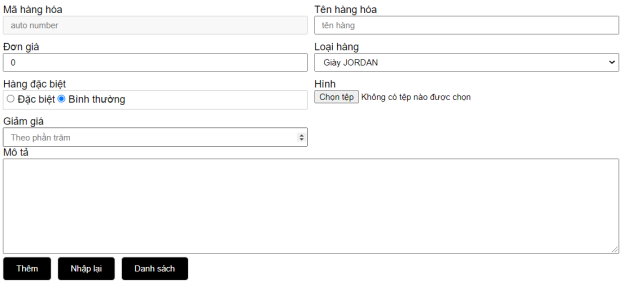 Mã hàng hóa
auto number
Tên hàng hóa
tên hàng
Đơn giá
0
Loại hàng
Giày JORDAN
Hàng đặc biệt
Đặc biệt Bình thường
Hình
Chọn tệp Không có tệp nào được chọn
Giảm giá
Theo phần trăm
Mô tả
Thêm Nhập lại Danh sách